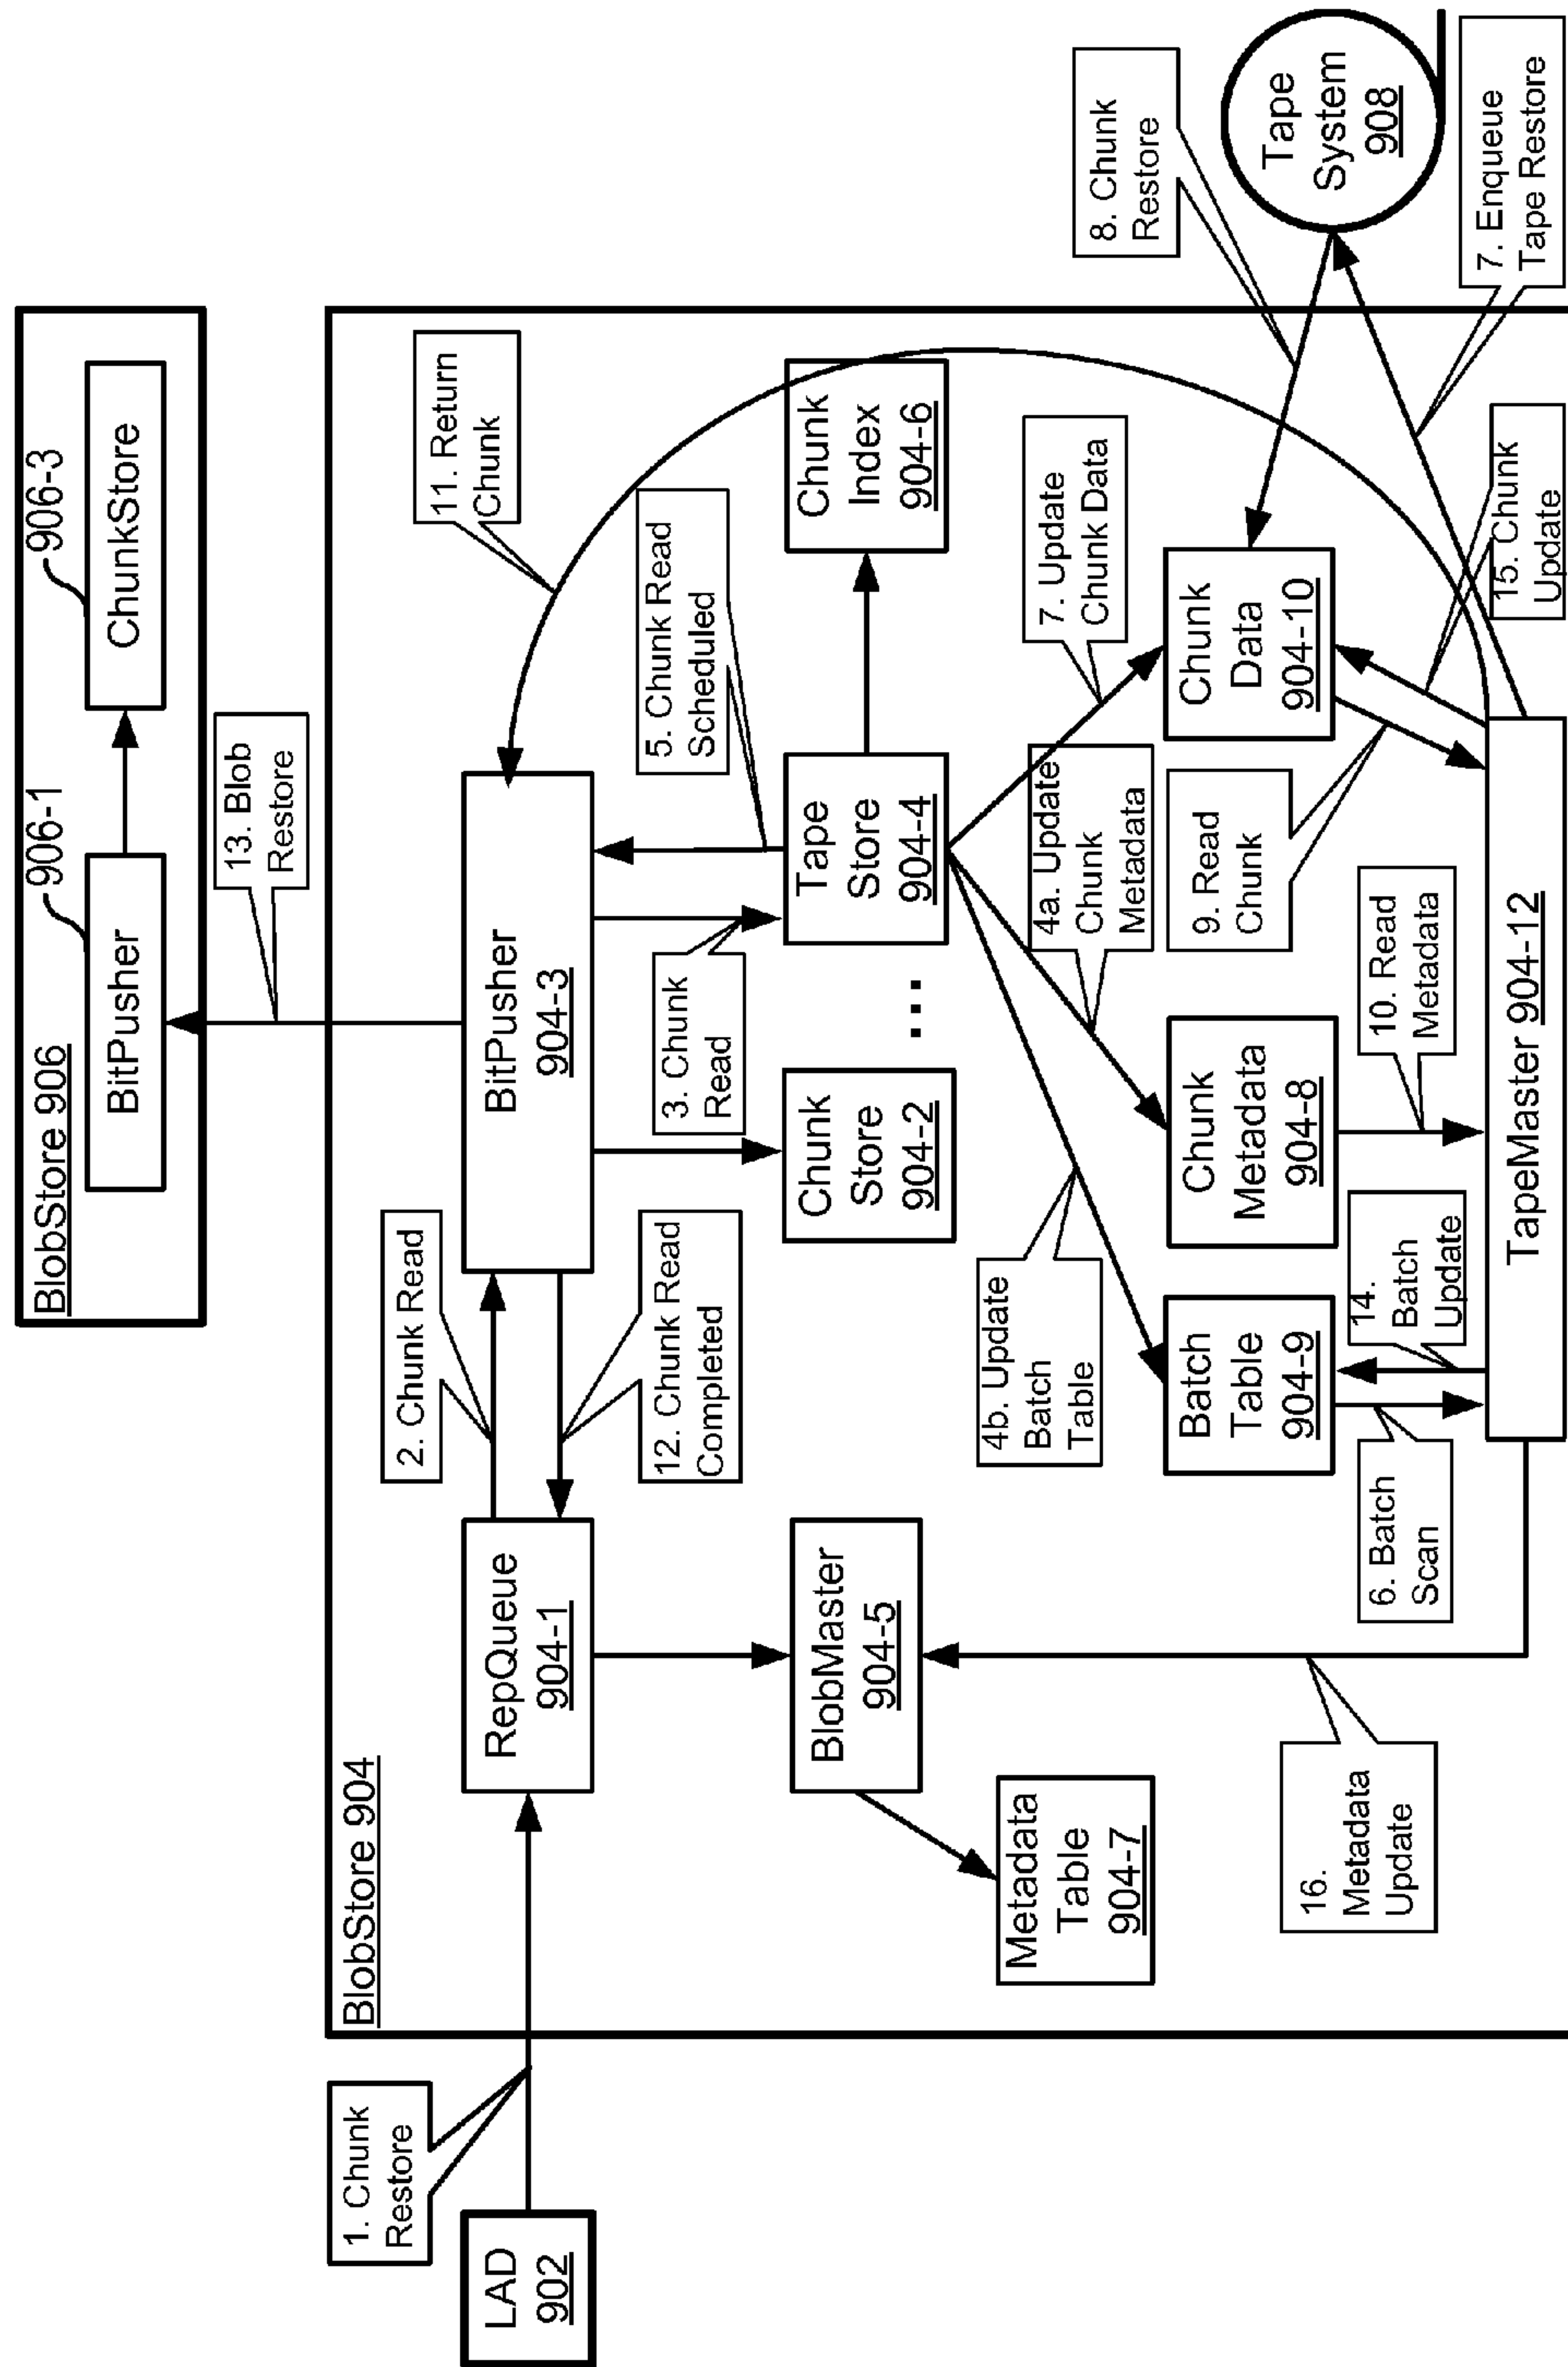 BlobStore 906
906-1
906-3
BitPusher
ChunkStore
13. Blob
Restore
BlobStore 904
1. Chunk
Restore
LAD
902
RepQueue
904-1
2. Chunk Read
12. Chunk Read
Completed
BitPusher
904-3
11. Return
Chunk
3. Chunk
Read
5. Chunk Read
Scheduled
BlobMaster
904-5
Chunk
Store
904-2
...
Tape
Store
904-4
Chunk
Index
904-6
Metadata
Table
904-7
4b. Update
Batch
Table
4a. Update
Chunk
Metadata
7. Update
Chunk Data
8. Chunk
Restore
Batch
Table
904-9
Chunk
Metadata
904-8
Chunk
Data
904-10
Tape
System
908
16.
Metadata
Update
6. Batch
Scan
14.
Batch
Update
10. Read
Metadata
9. Read
Chunk
15. Chunk
Update
7. Enqueue
Tape Restore
TapeMaster 904-12